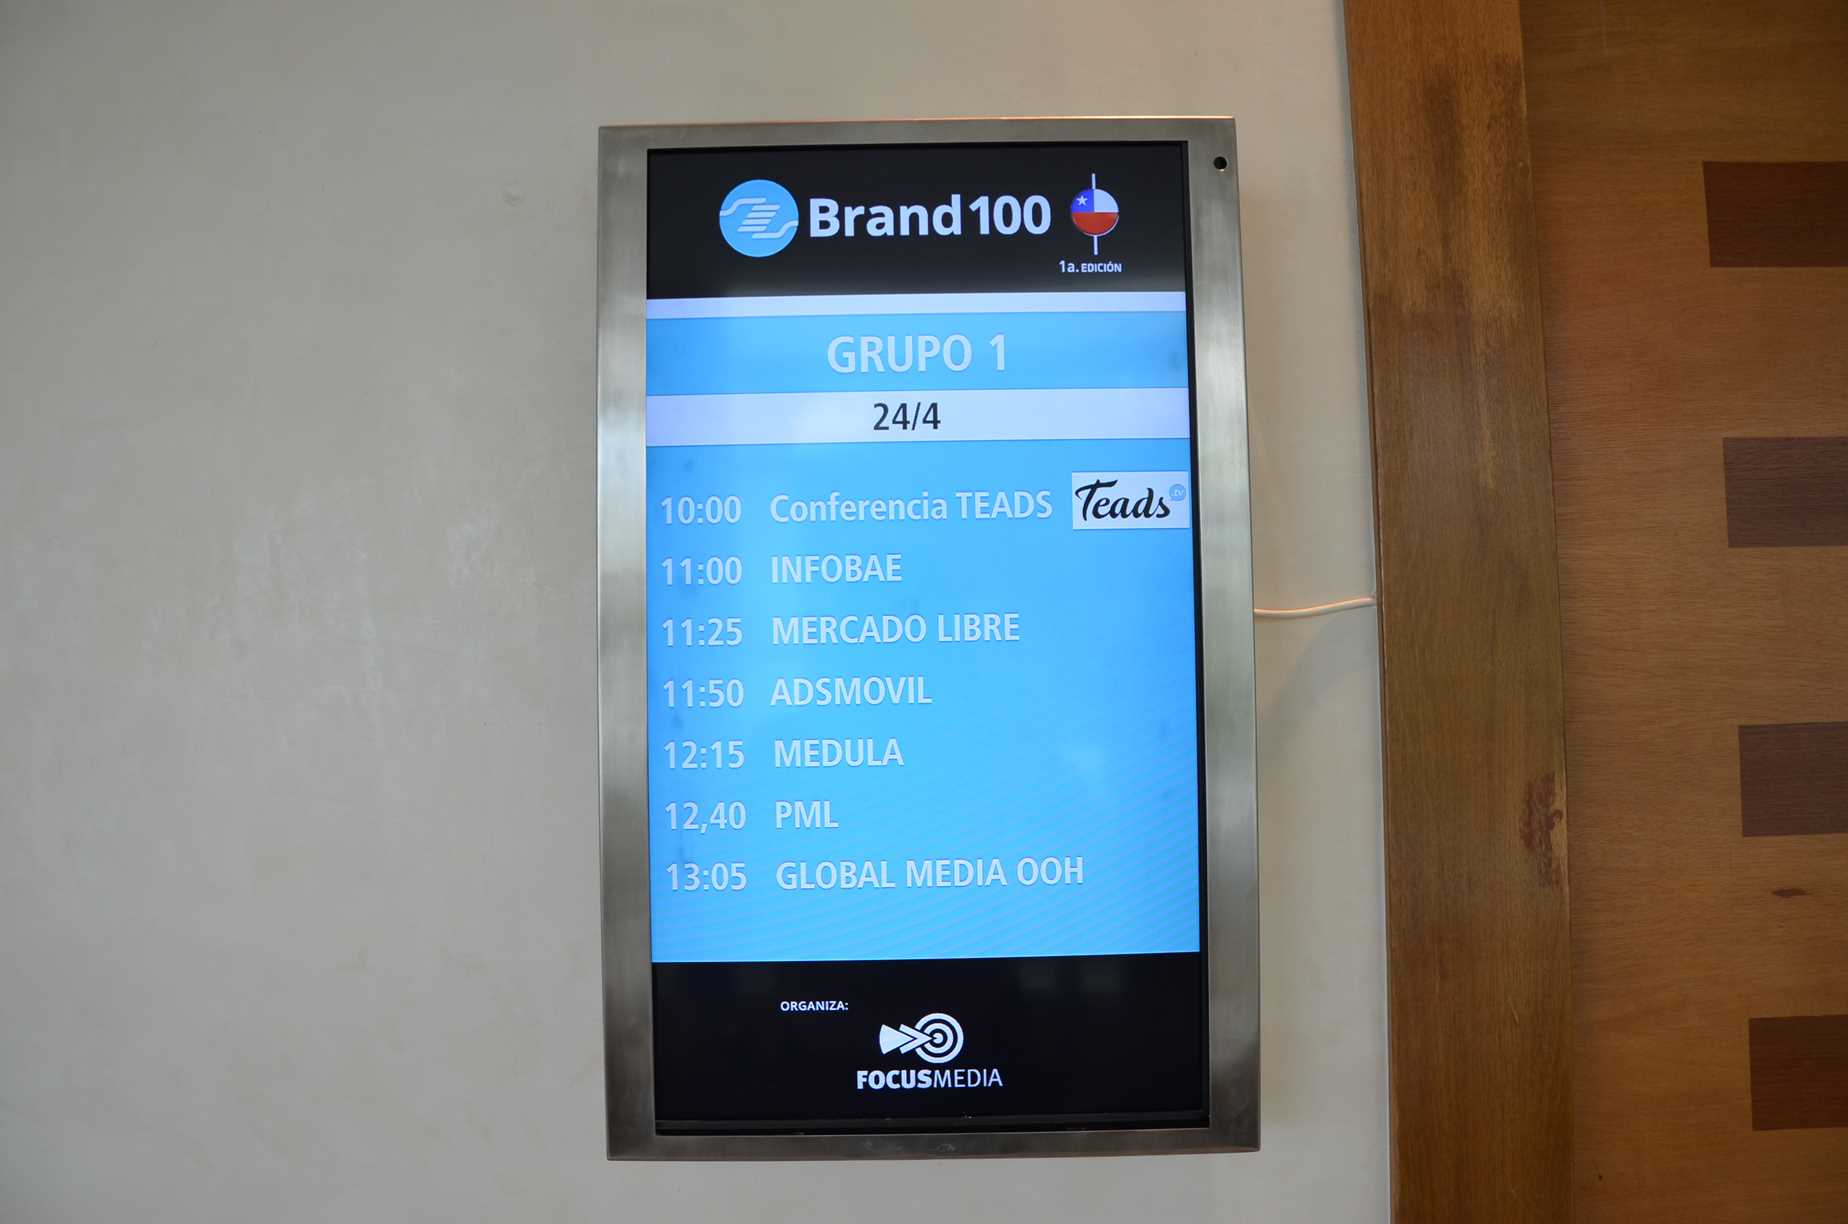 Brand100
1a. EDICIÓN
GRUPO 1
24/4
10:00 Conferencia TEADS Teads.tv
11:00 INFOBAE
11:25 MERCADO LIBRE
11:50 ADSMOVIL
12:15 MEDULA
12,40 PML
13:05 GLOBAL MEDIA OOH
ORGANIZA:
FOCUSMEDIA